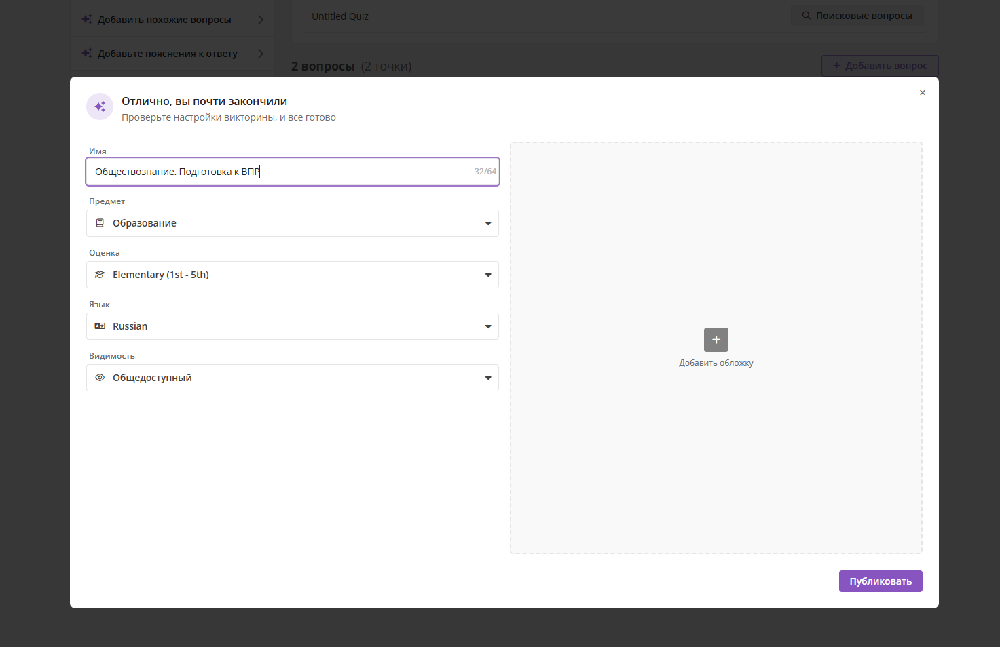 Добавить похожие вопросы
Untitled Quiz
Поисковые вопросы
Добавьте пояснения к ответу
2 вопросы (2 точки)
+ Добавить вопрос
Отлично, вы почти закончили
Проверьте настройки викторины, и все готово
Имя
Обществознание. Подготовка к ВПР 32/64
Предмет
Образование
Оценка
Elementary (1st - 5th)
Язык
Russian
Видимость
Общедоступный
Добавить обложку
Публиковать